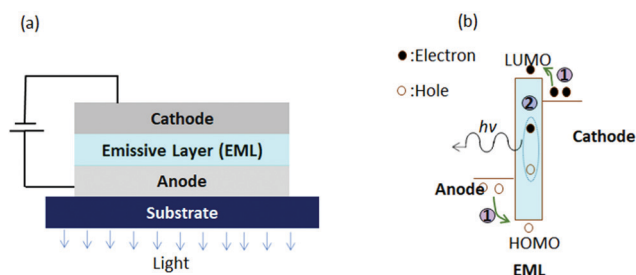 (a)
Cathode
Emissive Layer (EML)
Anode
Substrate
Light
(b)
:Electron
:Hole
LUMO
1
2
hv
Cathode
Anode
1
HOMO
EML